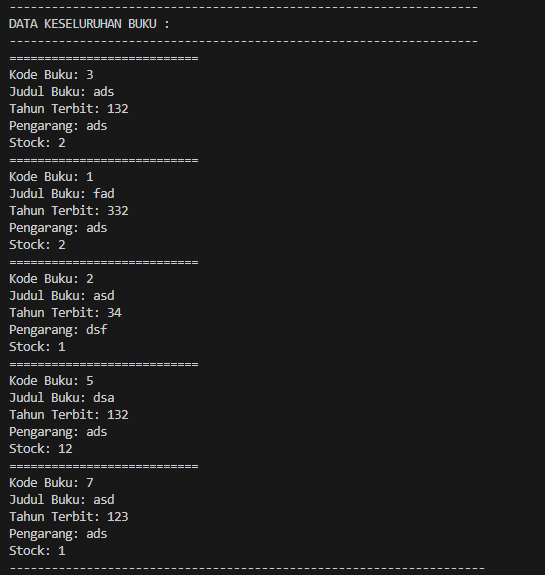 -------------------------------------------------------------------
DATA KESELURUHAN BUKU :
-------------------------------------------------------------------
===========================
Kode Buku: 3
Judul Buku: ads
Tahun Terbit: 132
Pengarang: ads
Stock: 2
===========================
Kode Buku: 1
Judul Buku: fad
Tahun Terbit: 332
Pengarang: ads
Stock: 2
===========================
Kode Buku: 2
Judul Buku: asd
Tahun Terbit: 34
Pengarang: dsf
Stock: 1
===========================
Kode Buku: 5
Judul Buku: dsa
Tahun Terbit: 132
Pengarang: ads
Stock: 12
===========================
Kode Buku: 7
Judul Buku: asd
Tahun Terbit: 123
Pengarang: ads
Stock: 1
--------------------------------------------------------------------